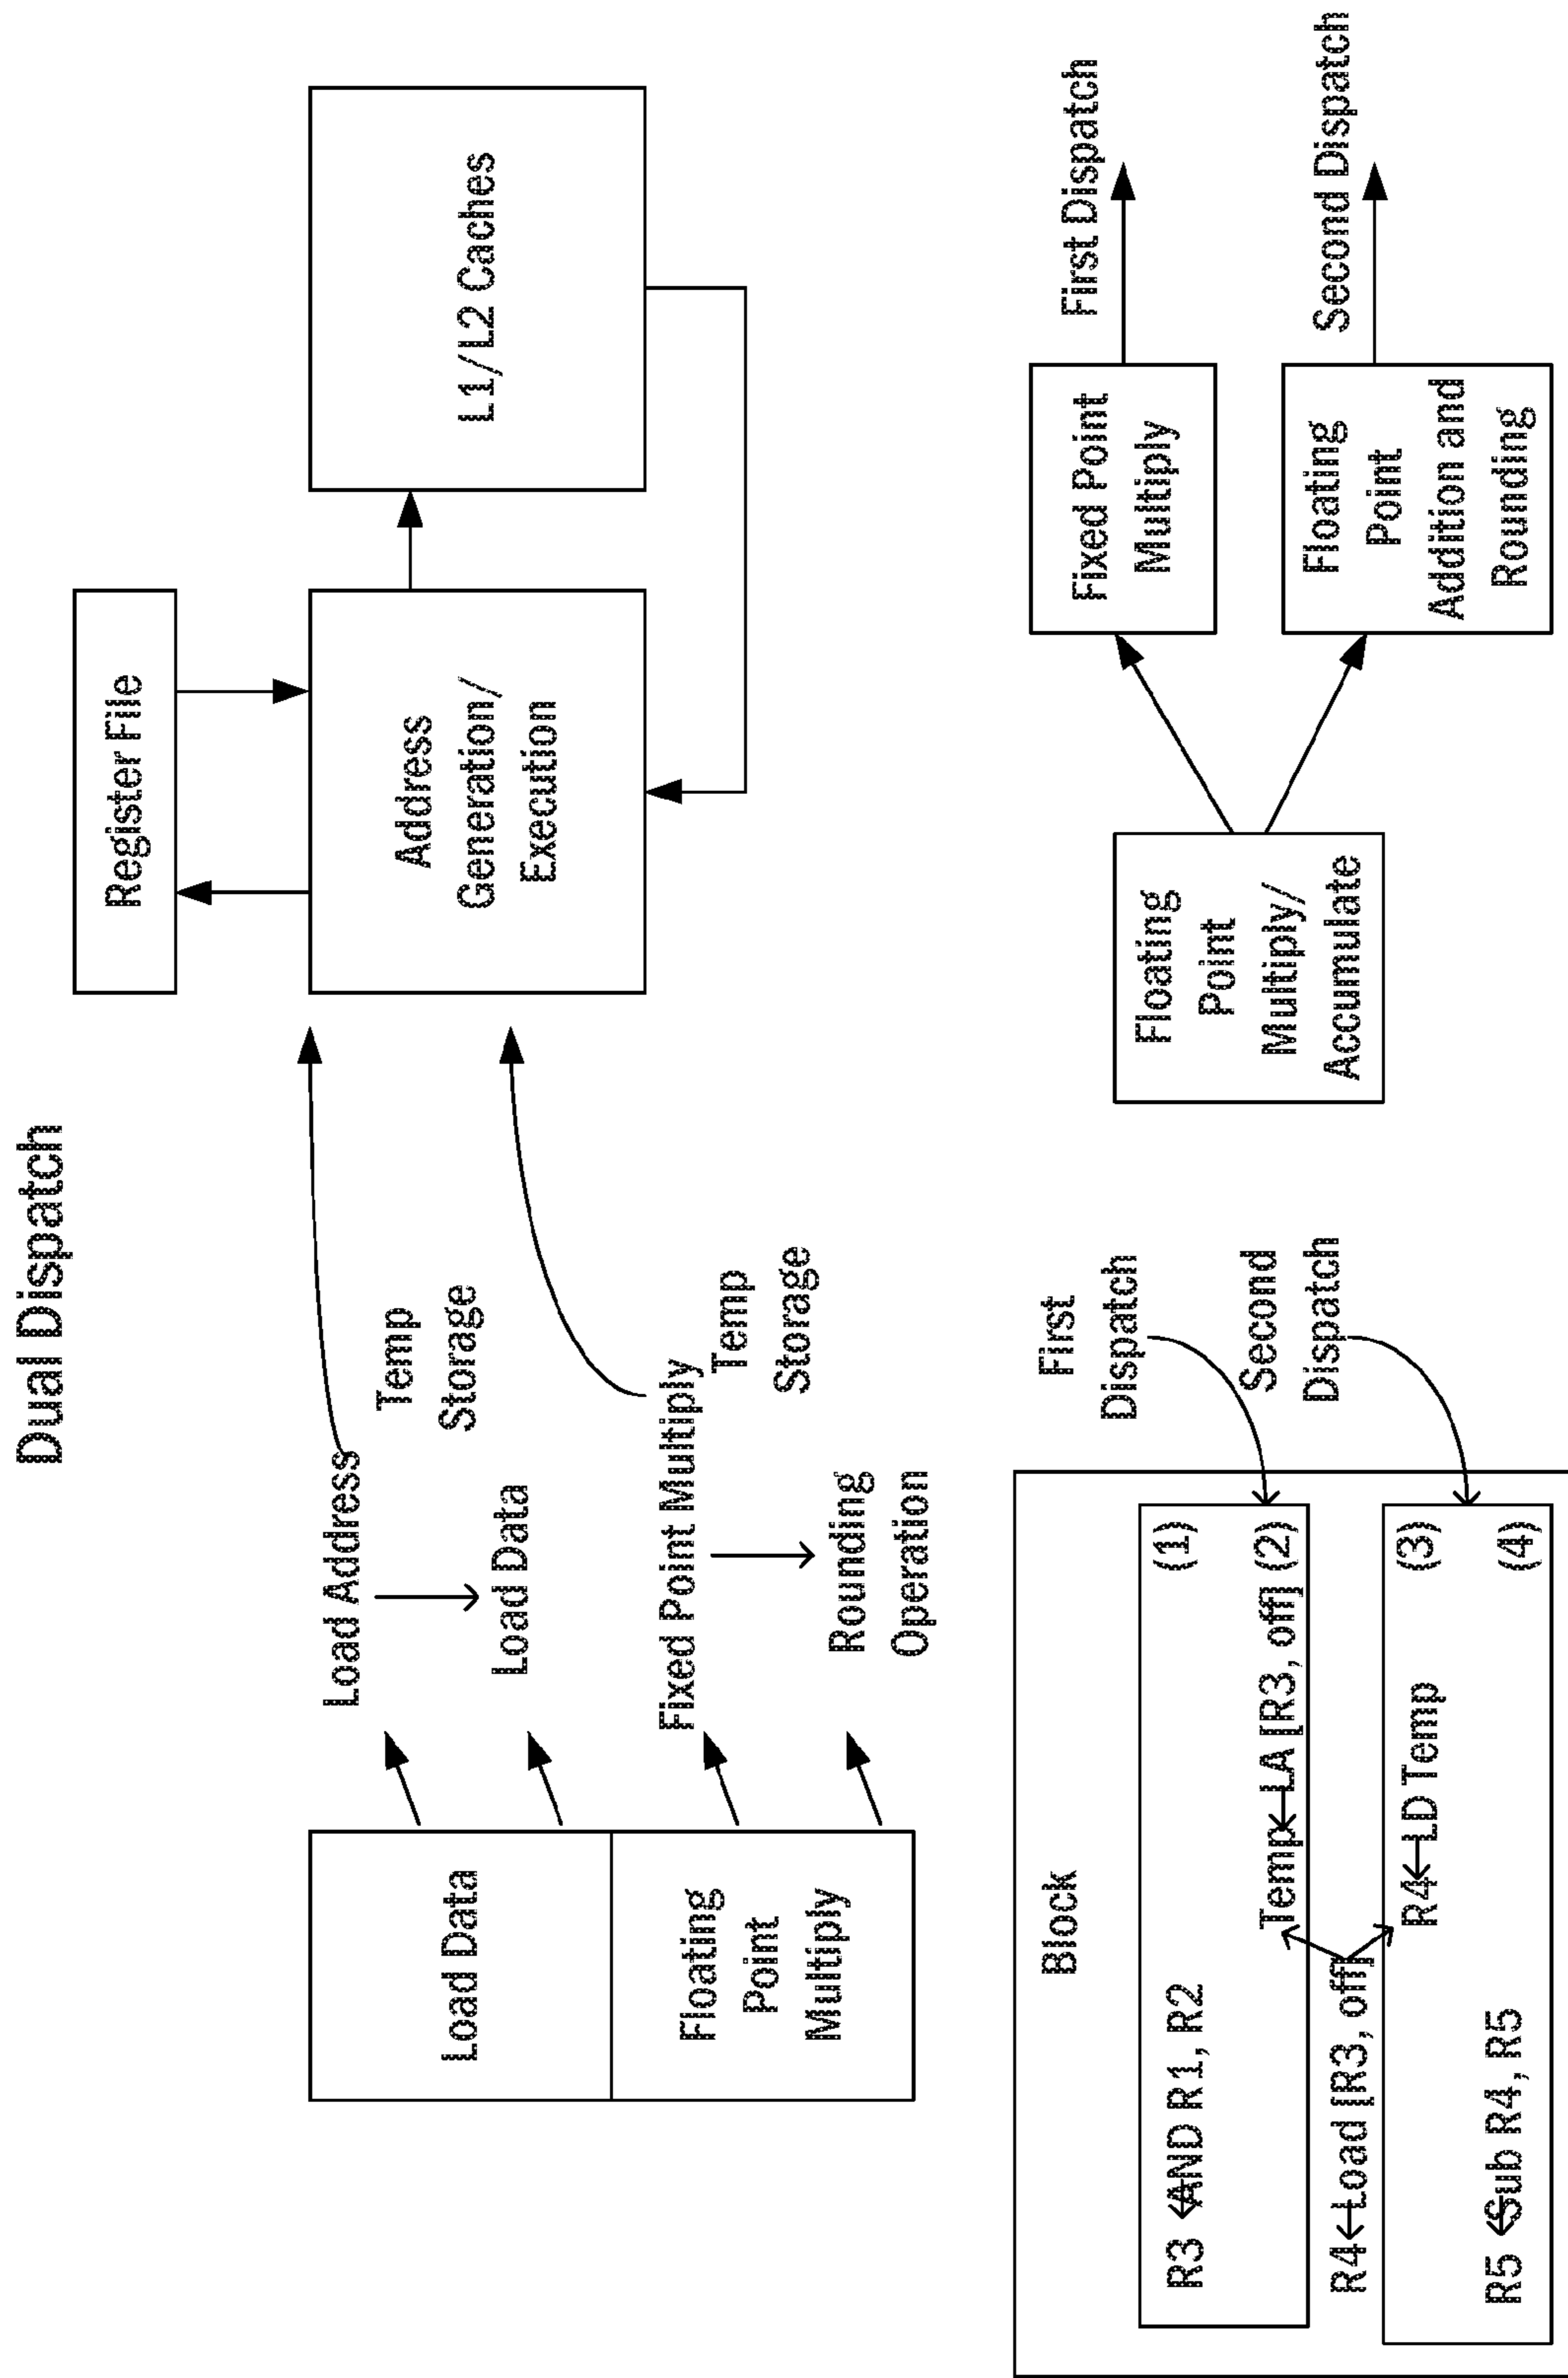 Dual Dispatch
Load Data
Floating
Point
Multiply
Load Address
Load Data
Temp
Storage
Fixed Point Multiply
Rounding
Operation
Temp
Storage
Register File
Address
Generation/
Execution
L1/L2 Caches
Block
R3 ← AND R1, R2 (1)
Temp ← LA [R3, off] (2)
R4 ← Load [R3, off]
R4 ← LD Temp (3)
R5 ← Sub R4, R5 (4)
First
Dispatch
Second
Dispatch
Floating
Point
Multiply/
Accumulate
Fixed Point
Multiply
First Dispatch
Floating
Point
Addition and
Rounding
Second Dispatch